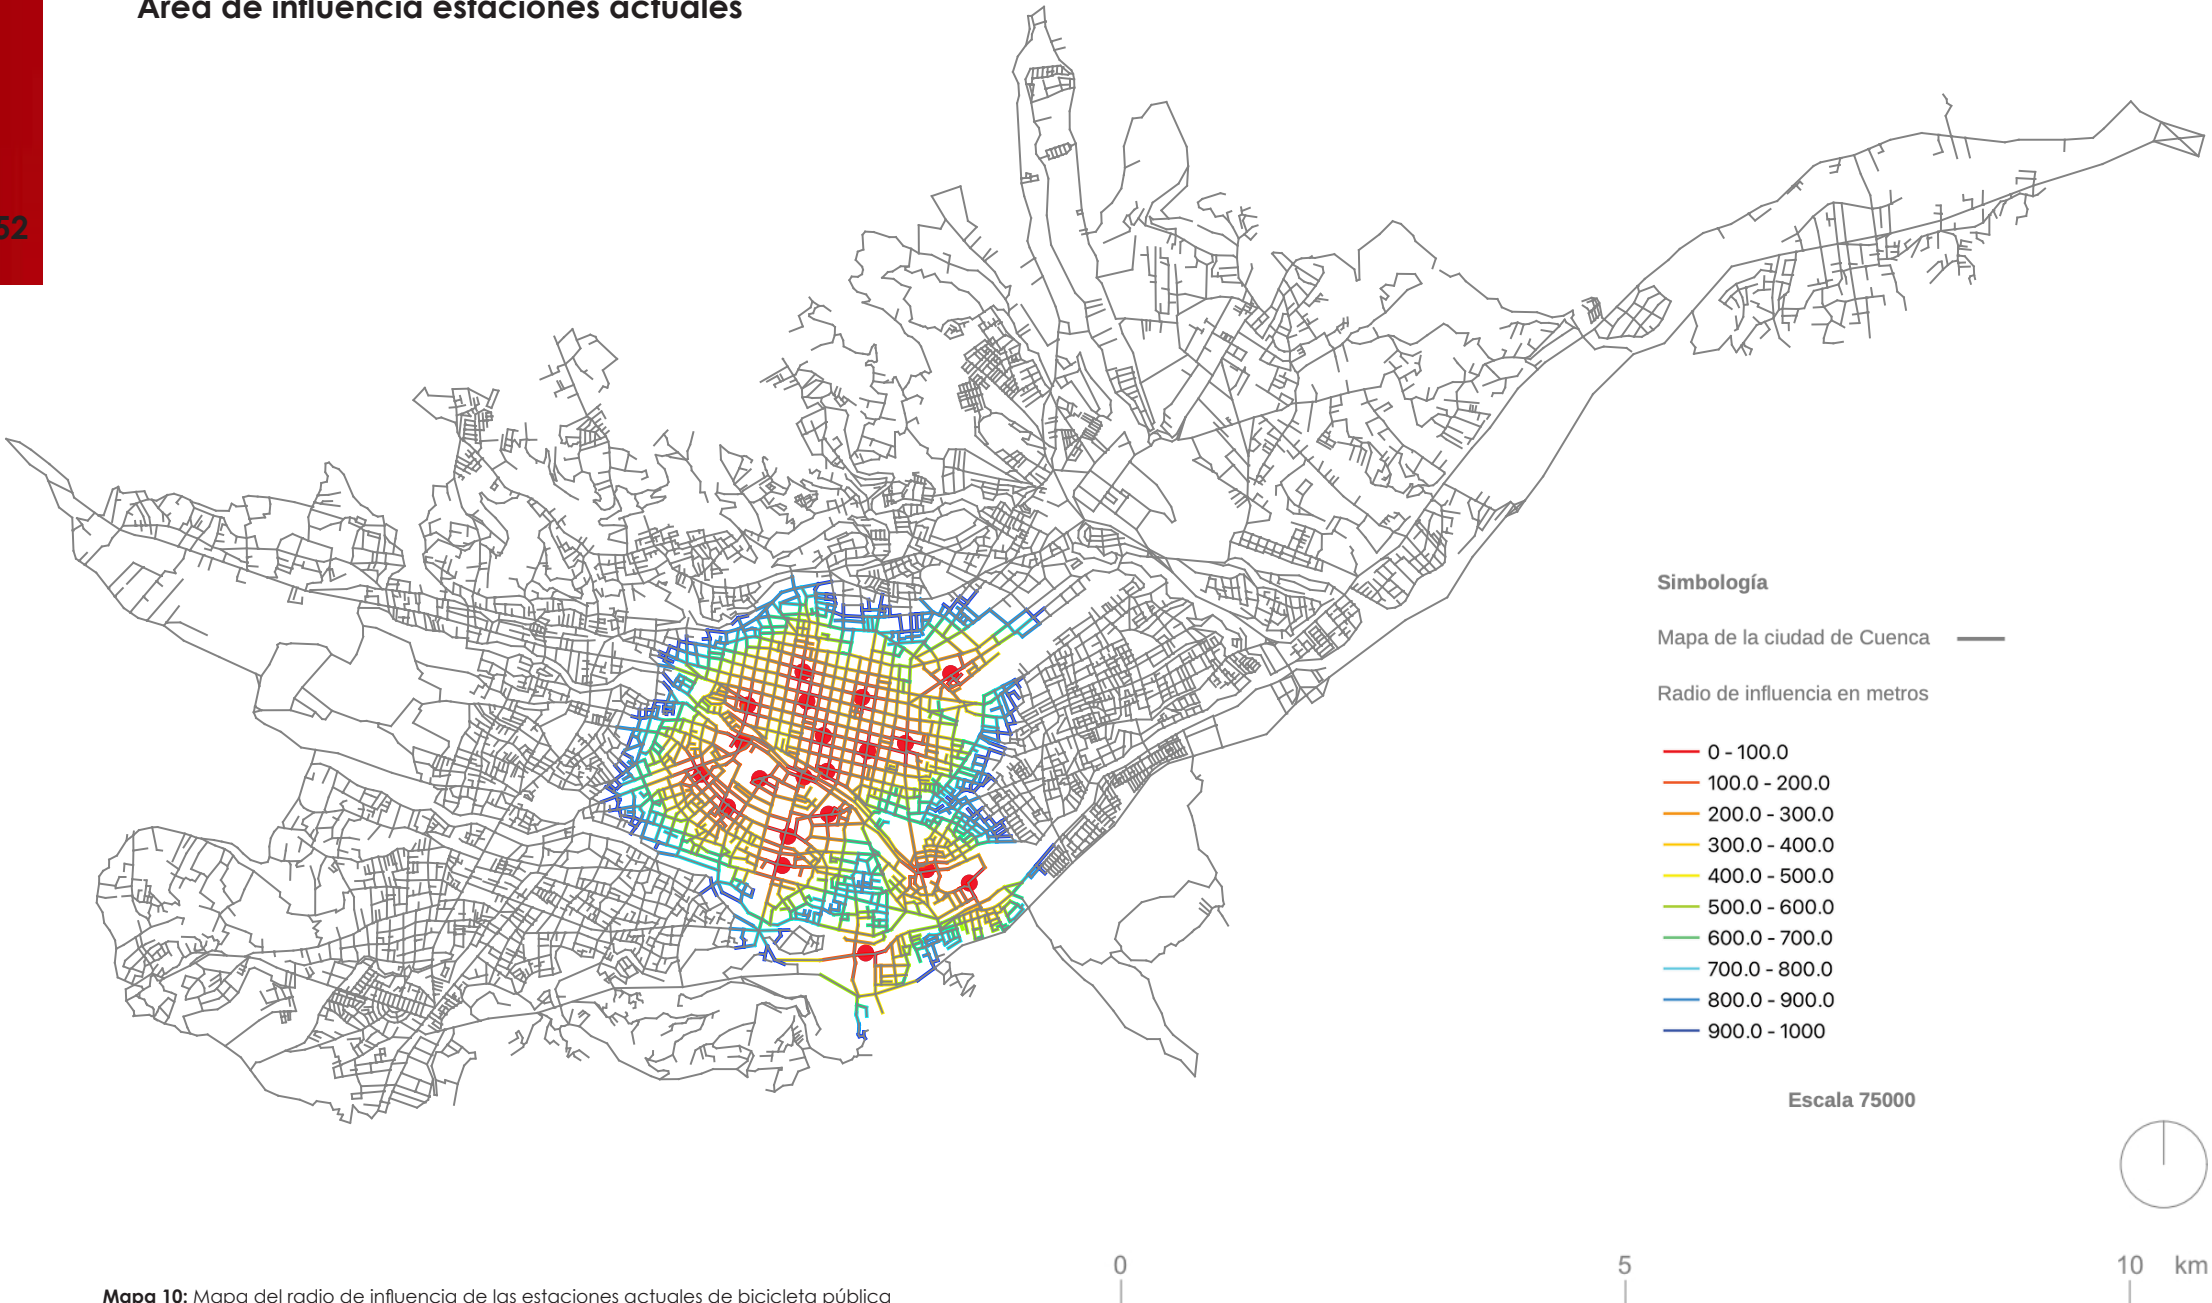 Área de influencia estaciones actuales
52
Simbología
Mapa de la ciudad de Cuenca
Radio de influencia en metros
0 - 100.0
100.0 - 200.0
200.0 - 300.0
300.0 - 400.0
400.0 - 500.0
500.0 - 600.0
600.0 - 700.0
700.0 - 800.0
800.0 - 900.0
900.0 - 1000
Escala 75000
0 5 10 km
Mapa 10: Mapa del radio de influencia de las estaciones actuales de bicicleta pública